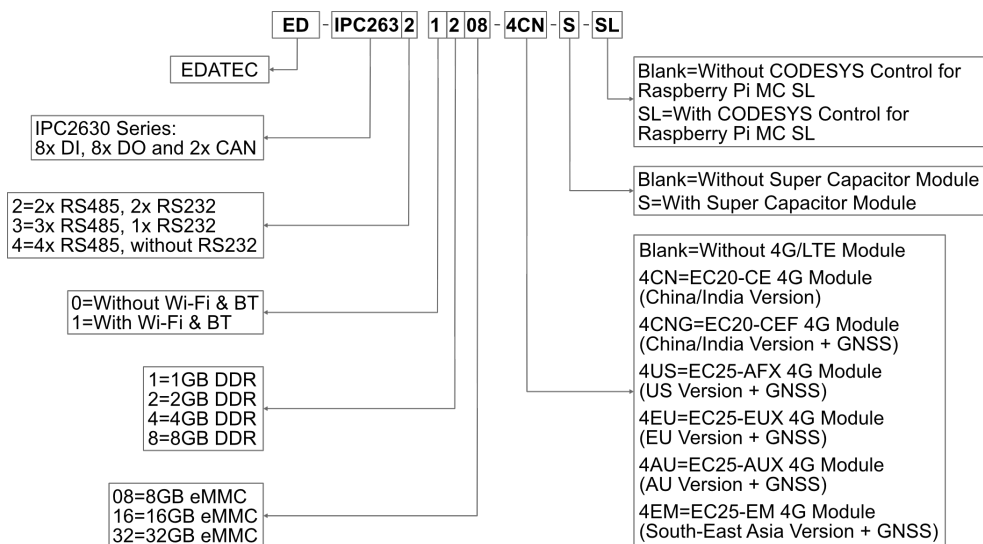 ED - IPC263 2 1 2 08 - 4CN - S - SL
EDATEC
IPC2630 Series:
8x DI, 8x DO and 2x CAN
2=2x RS485, 2x RS232
3=3x RS485, 1x RS232
4=4x RS485, without RS232
0=Without Wi-Fi & BT
1=With Wi-Fi & BT
1=1GB DDR
2=2GB DDR
4=4GB DDR
8=8GB DDR
08=8GB eMMC
16=16GB eMMC
32=32GB eMMC
Blank=Without CODESYS Control for
Raspberry Pi MC SL
SL=With CODESYS Control for
Raspberry Pi MC SL
Blank=Without Super Capacitor Module
S=With Super Capacitor Module
Blank=Without 4G/LTE Module
4CN=EC20-CE 4G Module
(China/India Version)
4CNG=EC20-CEF 4G Module
(China/India Version + GNSS)
4US=EC25-AFX 4G Module
(US Version + GNSS)
4EU=EC25-EUX 4G Module
(EU Version + GNSS)
4AU=EC25-AUX 4G Module
(AU Version + GNSS)
4EM=EC25-EM 4G Module
(South-East Asia Version + GNSS)